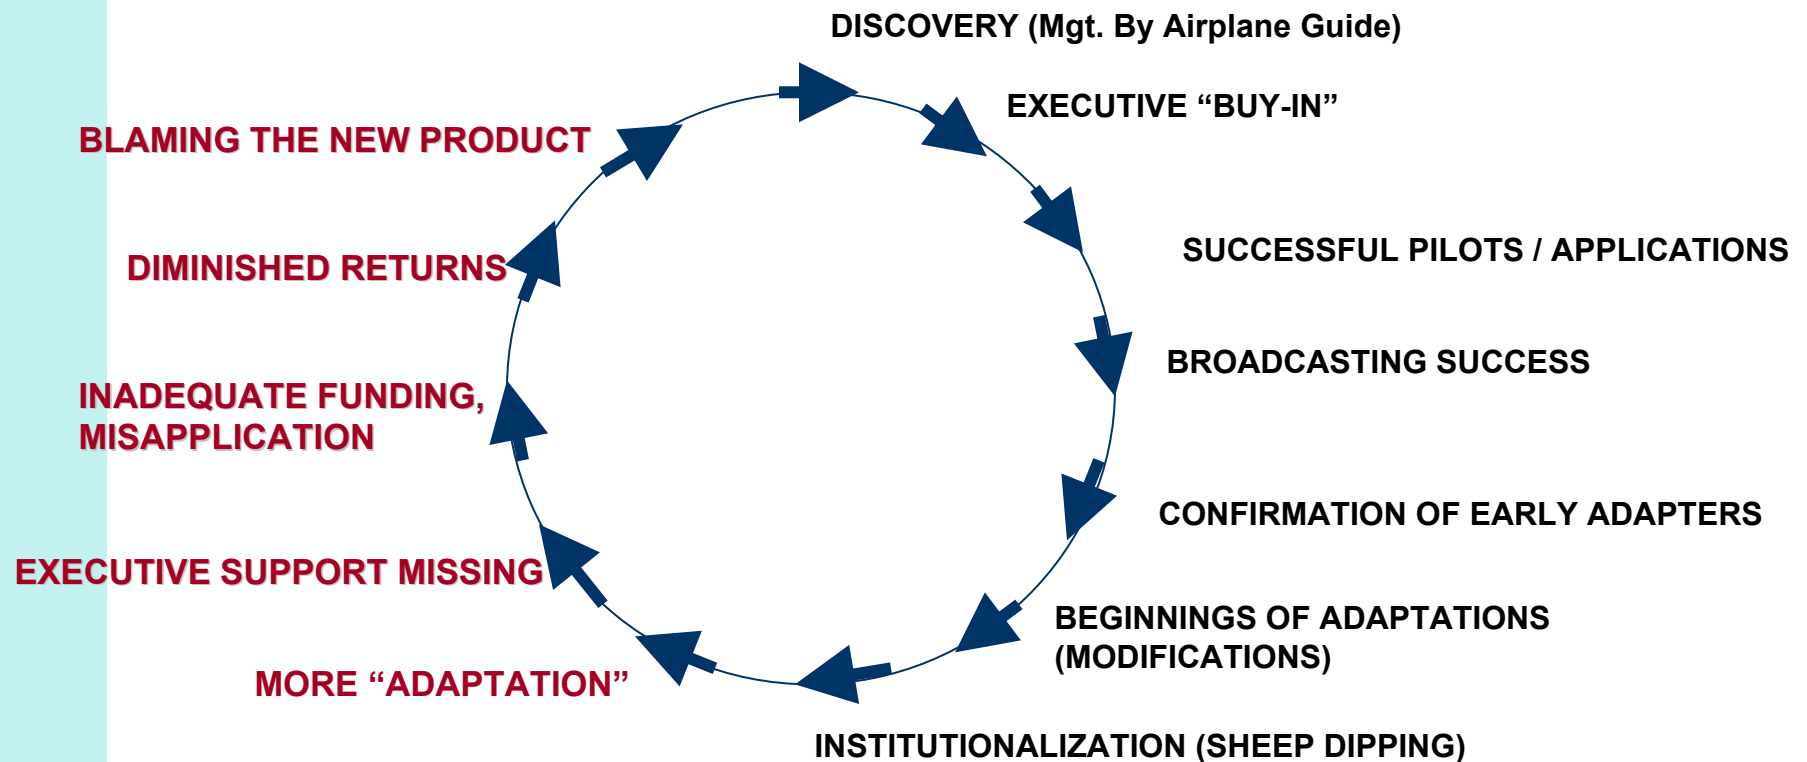 DISCOVERY (Mgt. By Airplane Guide)
EXECUTIVE “BUY-IN”
SUCCESSFUL PILOTS / APPLICATIONS
BROADCASTING SUCCESS
CONFIRMATION OF EARLY ADAPTERS
BEGINNINGS OF ADAPTATIONS
(MODIFICATIONS)
INSTITUTIONALIZATION (SHEEP DIPPING)
MORE “ADAPTATION”
EXECUTIVE SUPPORT MISSING
INADEQUATE FUNDING,
MISAPPLICATION
DIMINISHED RETURNS
BLAMING THE NEW PRODUCT